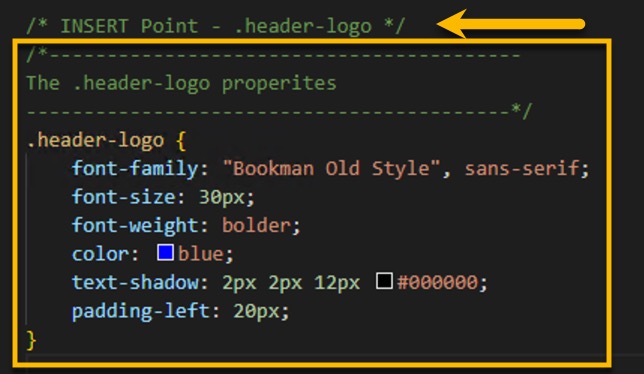 /* INSERT Point - .header-logo */
/*-----------------------------------------
The .header-logo properites
------------------------------------------*/
.header-logo {
font-family: "Bookman Old Style", sans-serif;
font-size: 30px;
font-weight: bolder;
color: blue;
text-shadow: 2px 2px 12px #000000;
padding-left: 20px;
}